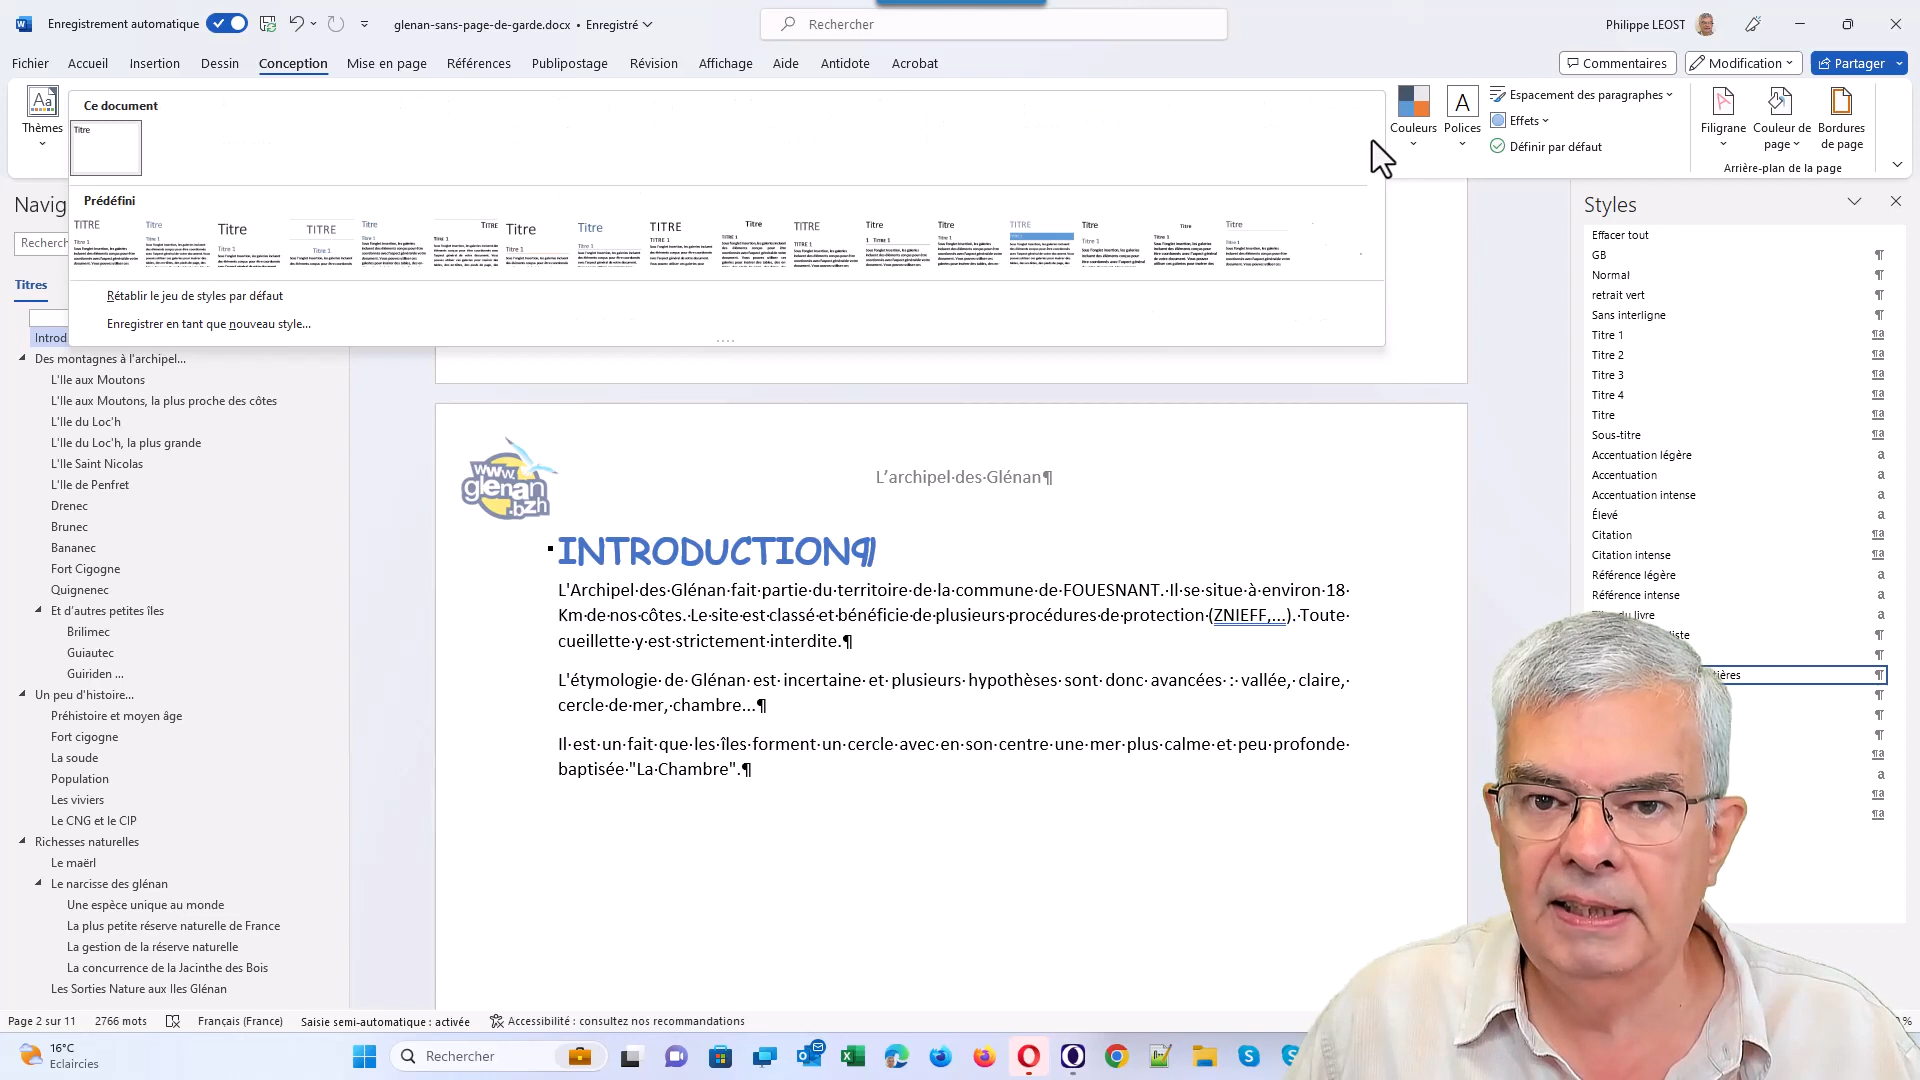 Enregistrement automatique
glenan-sans-page-de-garde.docx • Enregistré
Rechercher
Philippe LEOST
Fichier Accueil Insertion Dessin Conception Mise en page Références Publipostage Révision Affichage Aide Antidote Acrobat
Commentaires
Modification
Partager
Thèmes
Ce document
Titre
Prédéfini
TITRE Titre Titre TITRE Titre TITRE Titre Titre TITRE Titre TITRE Titre Titre TITRE Titre Titre TITRE
Rétablir le jeu de styles par défaut
Enregistrer en tant que nouveau style...
Couleurs
Polices
Espacement des paragraphes
Effets
Définir par défaut
Filigrane
Couleur de page
Bordures de page
Arrière-plan de la page
Navig
Recherch
Titres
Introd
Des montagnes à l'archipel...
L'Ile aux Moutons
L'Ile aux Moutons, la plus proche des côtes
L'Ile du Loc'h
L'Ile du Loc'h, la plus grande
L'Ile Saint Nicolas
L'Ile de Penfret
Drenec
Brunec
Bananec
Fort Cigogne
Quignenec
Et d'autres petites îles
Brilimec
Guiautec
Guiriden ...
Un peu d'histoire...
Préhistoire et moyen âge
Fort cigogne
La soude
Population
Les viviers
Le CNG et le CIP
Richesses naturelles
Le maërl
Le narcisse des glénan
Une espèce unique au monde
La plus petite réserve naturelle de France
La gestion de la réserve naturelle
La concurrence de la Jacinthe des Bois
Les Sorties Nature aux Iles Glénan
www.
glenan
.bzh
L'archipel·des·Glénan¶
INTRODUCTION¶
L'Archipel·des·Glénan·fait·partie·du·territoire·de·la·commune·de·FOUESNANT.·Il·se·situe·à·environ·18·
Km·de·nos·côtes.·Le·site·est·classé·et·bénéficie·de·plusieurs·procédures·de·protection·(ZNIEFF,...).·Toute·
cueillette·y·est·strictement·interdite.¶
L'étymologie·de·Glénan·est·incertaine·et·plusieurs·hypothèses·sont·donc·avancées·:·vallée,·claire,·
cercle·de·mer,·chambre...¶
Il·est·un·fait·que·les·îles·forment·un·cercle·avec·en·son·centre·une·mer·plus·calme·et·peu·profonde·
baptisée·"La·Chambre".¶
Styles
Effacer tout
GB ¶
Normal ¶
retrait vert ¶
Sans interligne ¶
Titre 1 ¶a
Titre 2 ¶a
Titre 3 ¶a
Titre 4 ¶a
Titre ¶a
Sous-titre ¶a
Accentuation légère a
Accentuation a
Accentuation intense a
Élevé a
Citation ¶a
Citation intense ¶a
Référence légère a
Référence intense a
du livre
tières ¶
Page 2 sur 11
2766 mots
Français (France)
Saisie semi-automatique : activée
Accessibilité : consultez nos recommandations
16°C
Eclaircies
Rechercher